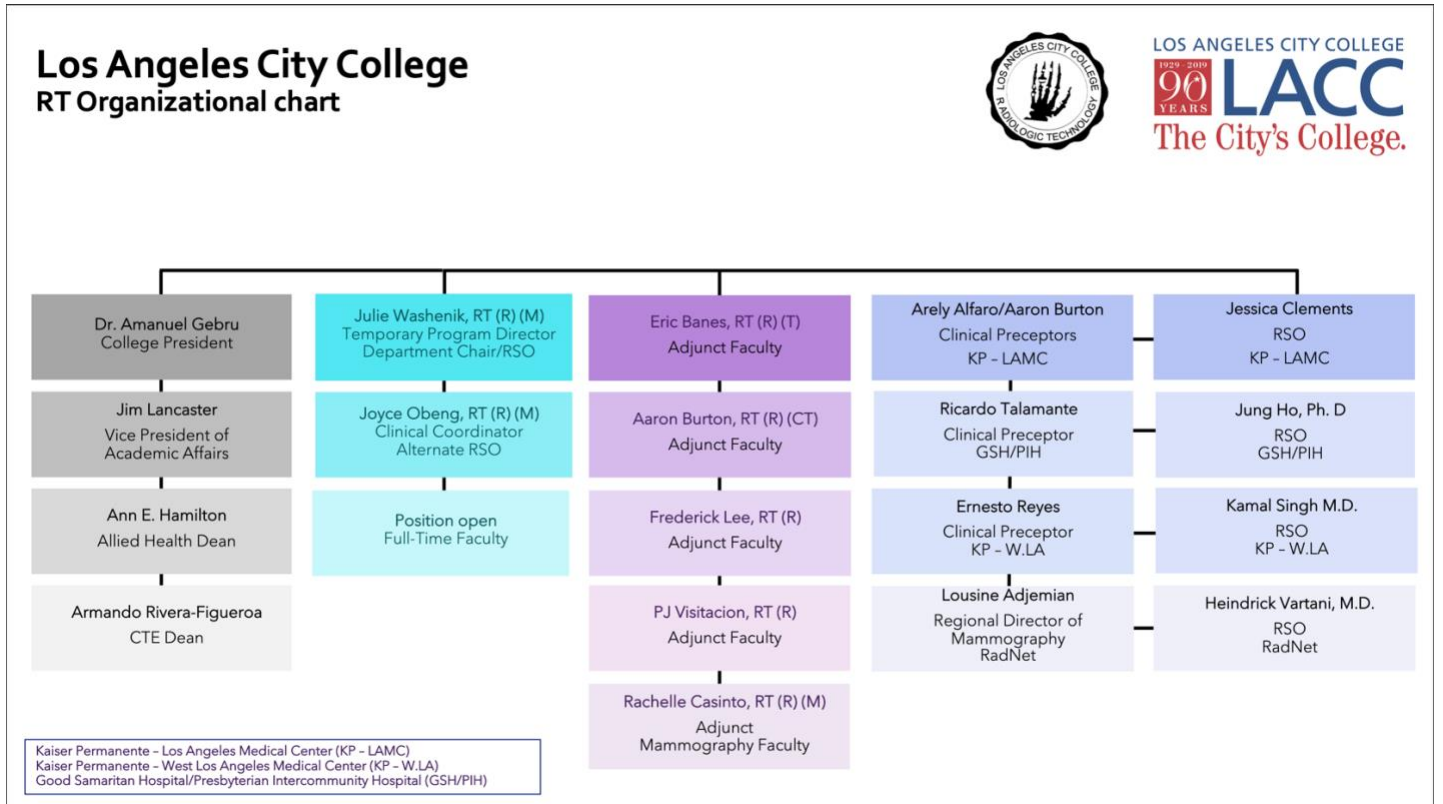 Los Angeles City College
RT Organizational chart
LOS ANGELES CITY COLLEGE
RADIOLOGIC TECHNOLOGY
LOS ANGELES CITY COLLEGE
1929-2019
90
YEARS
LACC
The City's College.
Dr. Amanuel Gebru
College President
Jim Lancaster
Vice President of
Academic Affairs
Ann E. Hamilton
Allied Health Dean
Armando Rivera-Figueroa
CTE Dean
Julie Washenik, RT (R) (M)
Temporary Program Director
Department Chair/RSO
Joyce Obeng, RT (R) (M)
Clinical Coordinator
Alternate RSO
Position open
Full-Time Faculty
Eric Banes, RT (R) (T)
Adjunct Faculty
Aaron Burton, RT (R) (CT)
Adjunct Faculty
Frederick Lee, RT (R)
Adjunct Faculty
PJ Visitacion, RT (R)
Adjunct Faculty
Rachelle Casinto, RT (R) (M)
Adjunct
Mammography Faculty
Arely Alfaro/Aaron Burton
Clinical Preceptors
KP – LAMC
Ricardo Talamante
Clinical Preceptor
GSH/PIH
Ernesto Reyes
Clinical Preceptor
KP – W.LA
Lousine Adjemian
Regional Director of
Mammography
RadNet
Jessica Clements
RSO
KP – LAMC
Jung Ho, Ph. D
RSO
GSH/PIH
Kamal Singh M.D.
RSO
KP – W.LA
Heindrick Vartani, M.D.
RSO
RadNet
Kaiser Permanente – Los Angeles Medical Center (KP – LAMC)
Kaiser Permanente – West Los Angeles Medical Center (KP – W.LA)
Good Samaritan Hospital/Presbyterian Intercommunity Hospital (GSH/PIH)